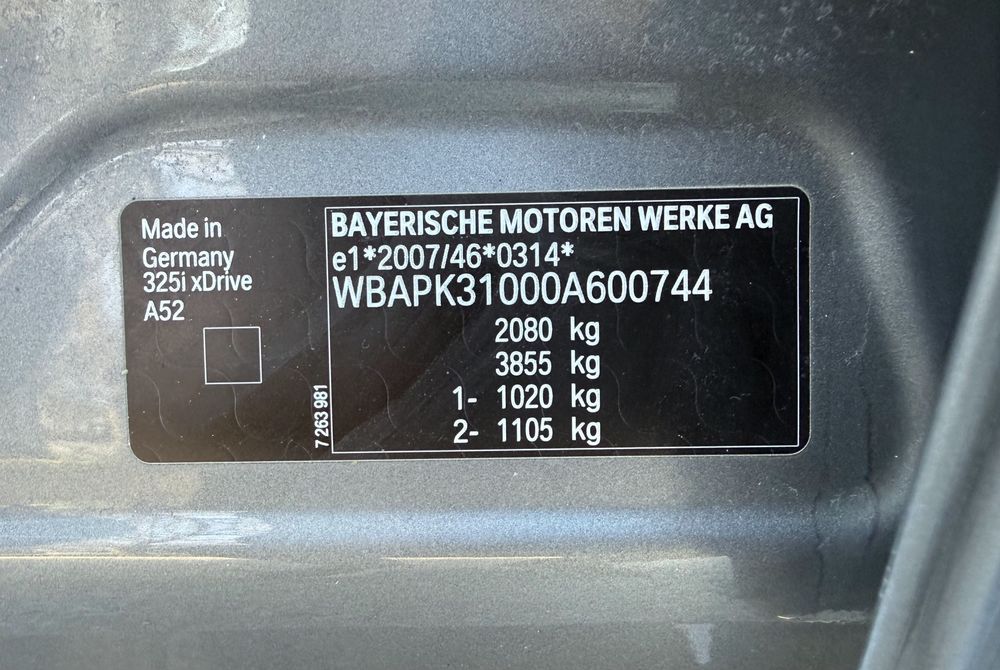 Made in
Germany
325i xDrive
A52
7 263 981
BAYERISCHE MOTOREN WERKE AG
e1*2007/46*0314*
WBAPK31000A600744
2080 kg
3855 kg
1- 1020 kg
2- 1105 kg